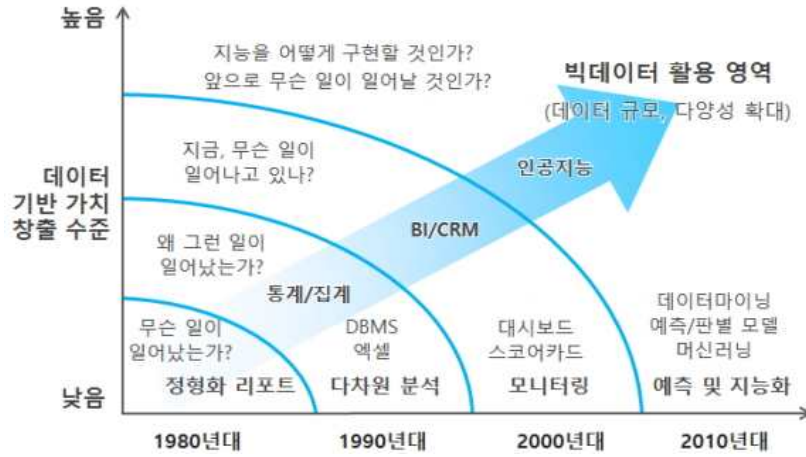 높음
지능을 어떻게 구현할 것인가?
앞으로 무슨 일이 일어날 것인가?
빅데이터 활용 영역
(데이터 규모, 다양성 확대)
지금, 무슨 일이
일어나고 있나?
인공지능
데이터
기반 가치
창출 수준
BI/CRM
왜 그런 일이
일어났는가?
통계/집계
무슨 일이
일어났는가?
DBMS
엑셀
대시보드
스코어카드
데이터마이닝
예측/판별 모델
머신러닝
낮음
정형화 리포트
다차원 분석
모니터링
예측 및 지능화
1980년대
1990년대
2000년대
2010년대